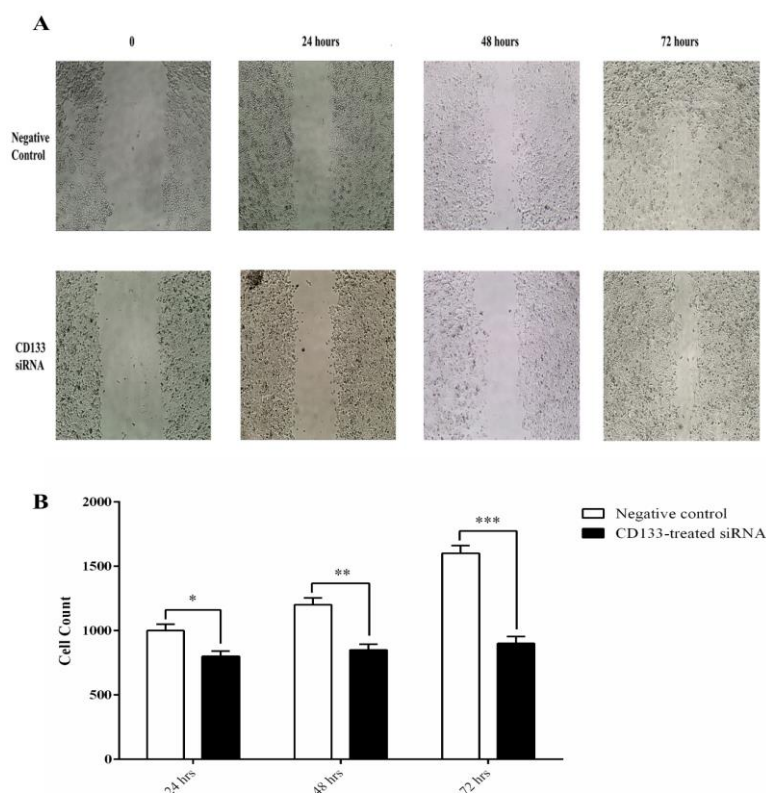 A
0 24 hours 48 hours 72 hours
Negative
Control
CD133
siRNA
B
2000
1500
1000
500
0
Cell Count
* ** ***
Negative control
CD133-treated siRNA
24 hrs 48 hrs 72 hrs